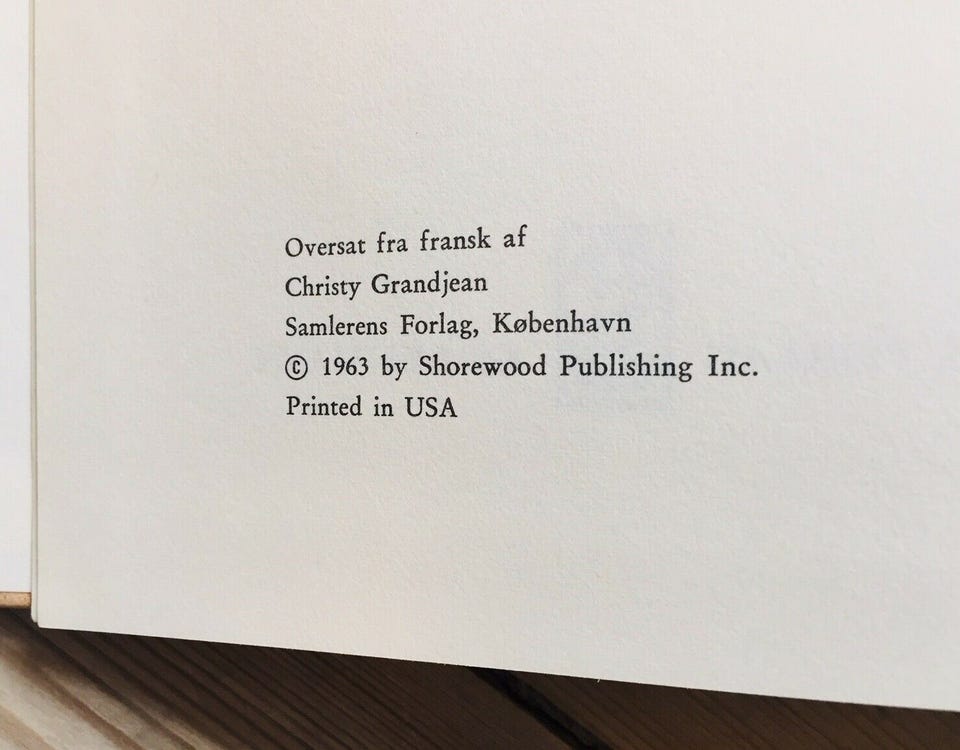 Oversat fra fransk af
Christy Grandjean
Samlerens Forlag, København
© 1963 by Shorewood Publishing Inc.
Printed in USA